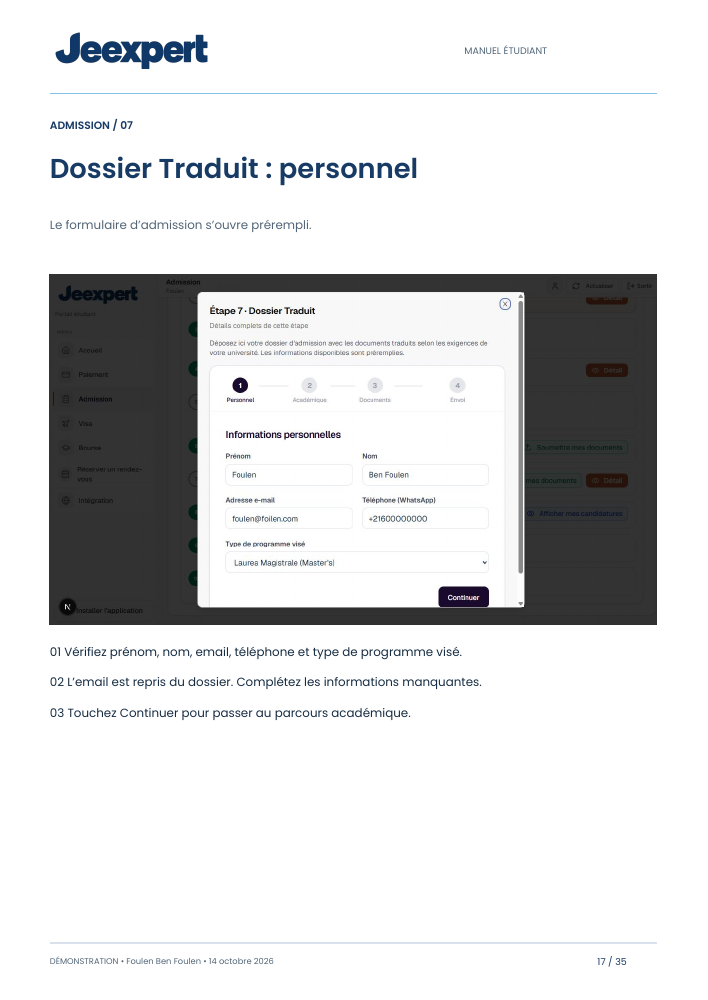 Jeexpert
MANUEL ÉTUDIANT
ADMISSION / 07
Dossier Traduit : personnel
Le formulaire d’admission s’ouvre prérempli.
Jeexpert
Admission
Actualiser
Accueil
Paiement
Admission
Visa
Bourse
Réserver un rendez-
vous
Intégration
N
Installer l'application
Étape 7 · Dossier Traduit
X
Détails complets de cette étape
Déposez ici votre dossier d'admission avec les documents traduits selon les exigences de
votre université. Les informations disponibles sont préremplies.
1 2 3 4
Personnel Académique Documents Envoi
Informations personnelles
Prénom Nom
Foulen Ben Foulen
Adresse e-mail Téléphone (WhatsApp)
foulen@foilen.com +21600000000
Type de programme visé
Laurea Magistrale (Master's)
Continuer
Détail
Soumettre mes documents
mes documents Détail
Afficher mes candidatures
01 Vérifiez prénom, nom, email, téléphone et type de programme visé.
02 L’email est repris du dossier. Complétez les informations manquantes.
03 Touchez Continuer pour passer au parcours académique.
DÉMONSTRATION • Foulen Ben Foulen • 14 octobre 2026
17 / 35